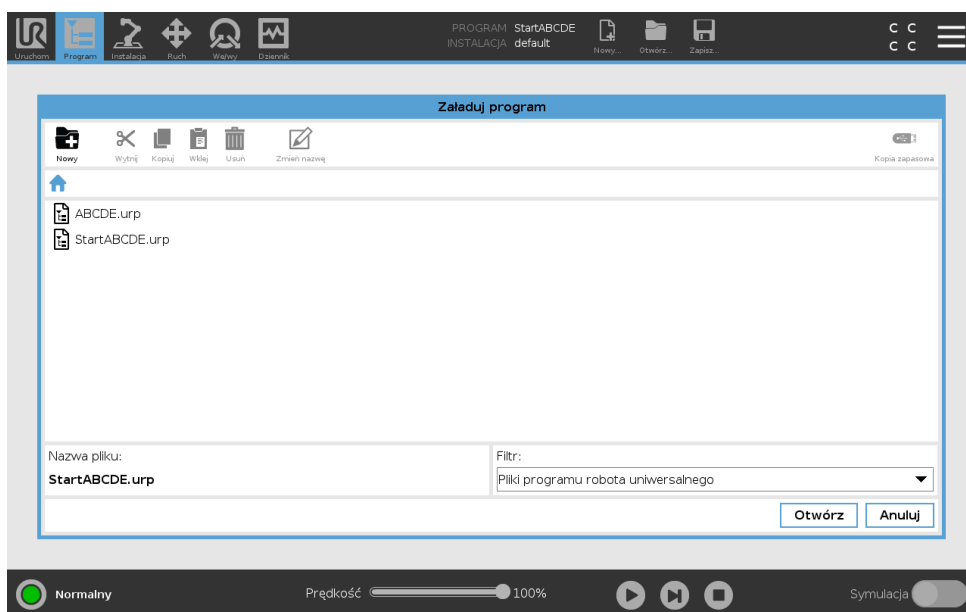 UR
PROGRAM StartABCDE
INSTALACJA default
C C
C C
Uruchom Program Instalacja Ruch We/wy Dziennik Nowy... Otwórz... Zapisz...
Załaduj program
Nowy Wytnij Kopiuj Wklej Usuń Zmień nazwę Kopia zapasowa
ABCDE.urp
StartABCDE.urp
Nazwa pliku: Filtr:
StartABCDE.urp Pliki programu robota uniwersalnego
Otwórz Anuluj
Normalny Prędkość 100% Symulacja